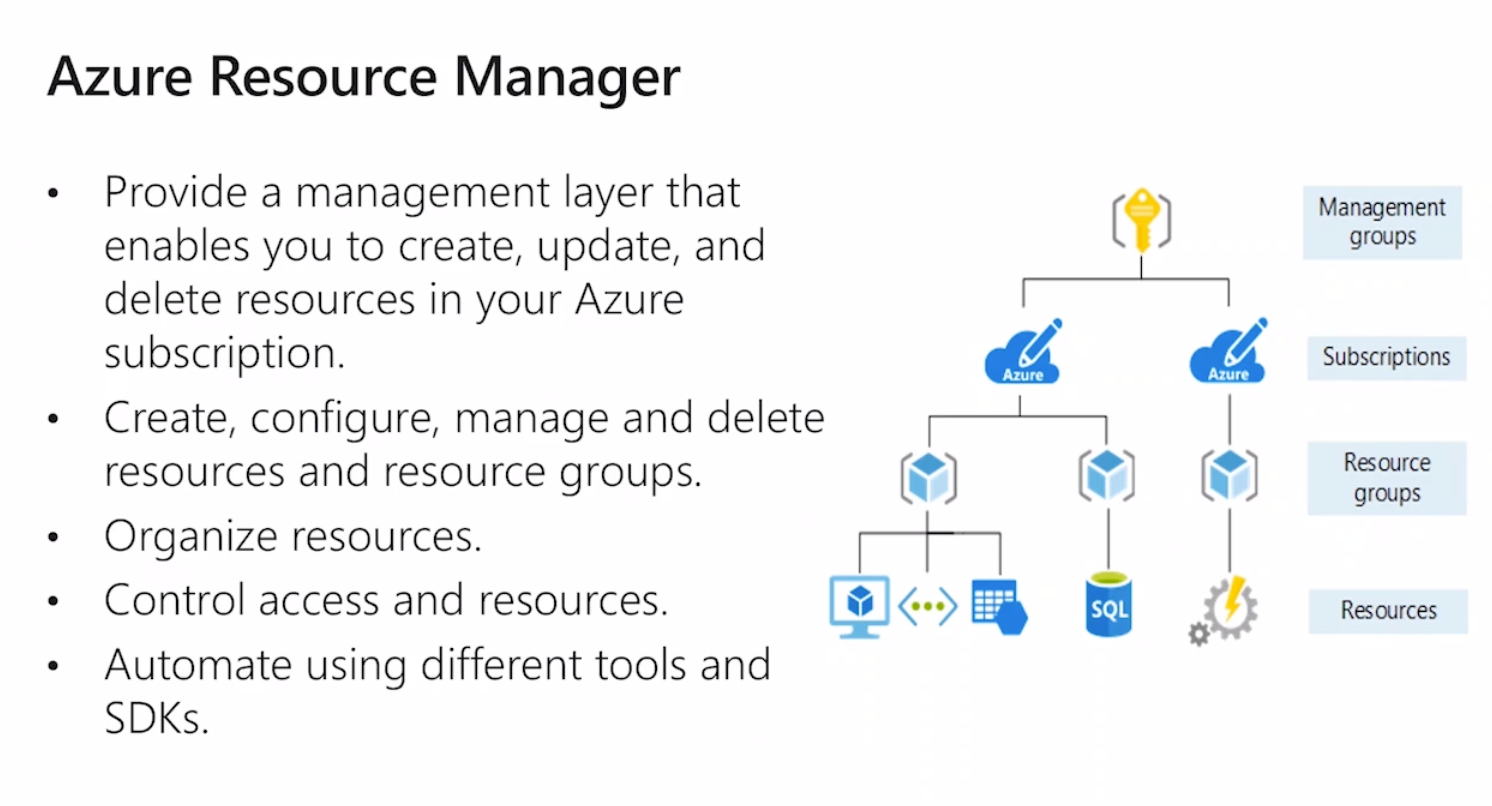 Azure Resource Manager
• Provide a management layer that
enables you to create, update, and
delete resources in your Azure
subscription.
• Create, configure, manage and delete
resources and resource groups.
• Organize resources.
• Control access and resources.
• Automate using different tools and
SDKs.
Management
groups
Azure
Azure
Subscriptions
Resource
groups
SQL
Resources